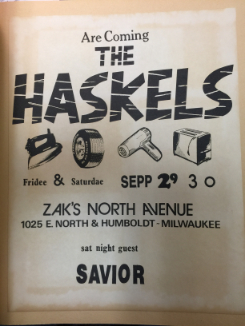 Are Coming
THE
HASKELS
Fridee & Saturdae SEPP 29 30
ZAK'S NORTH AVENUE
1025 E. NORTH & HUMBOLDT - MILWAUKEE
sat night guest
SAVIOR